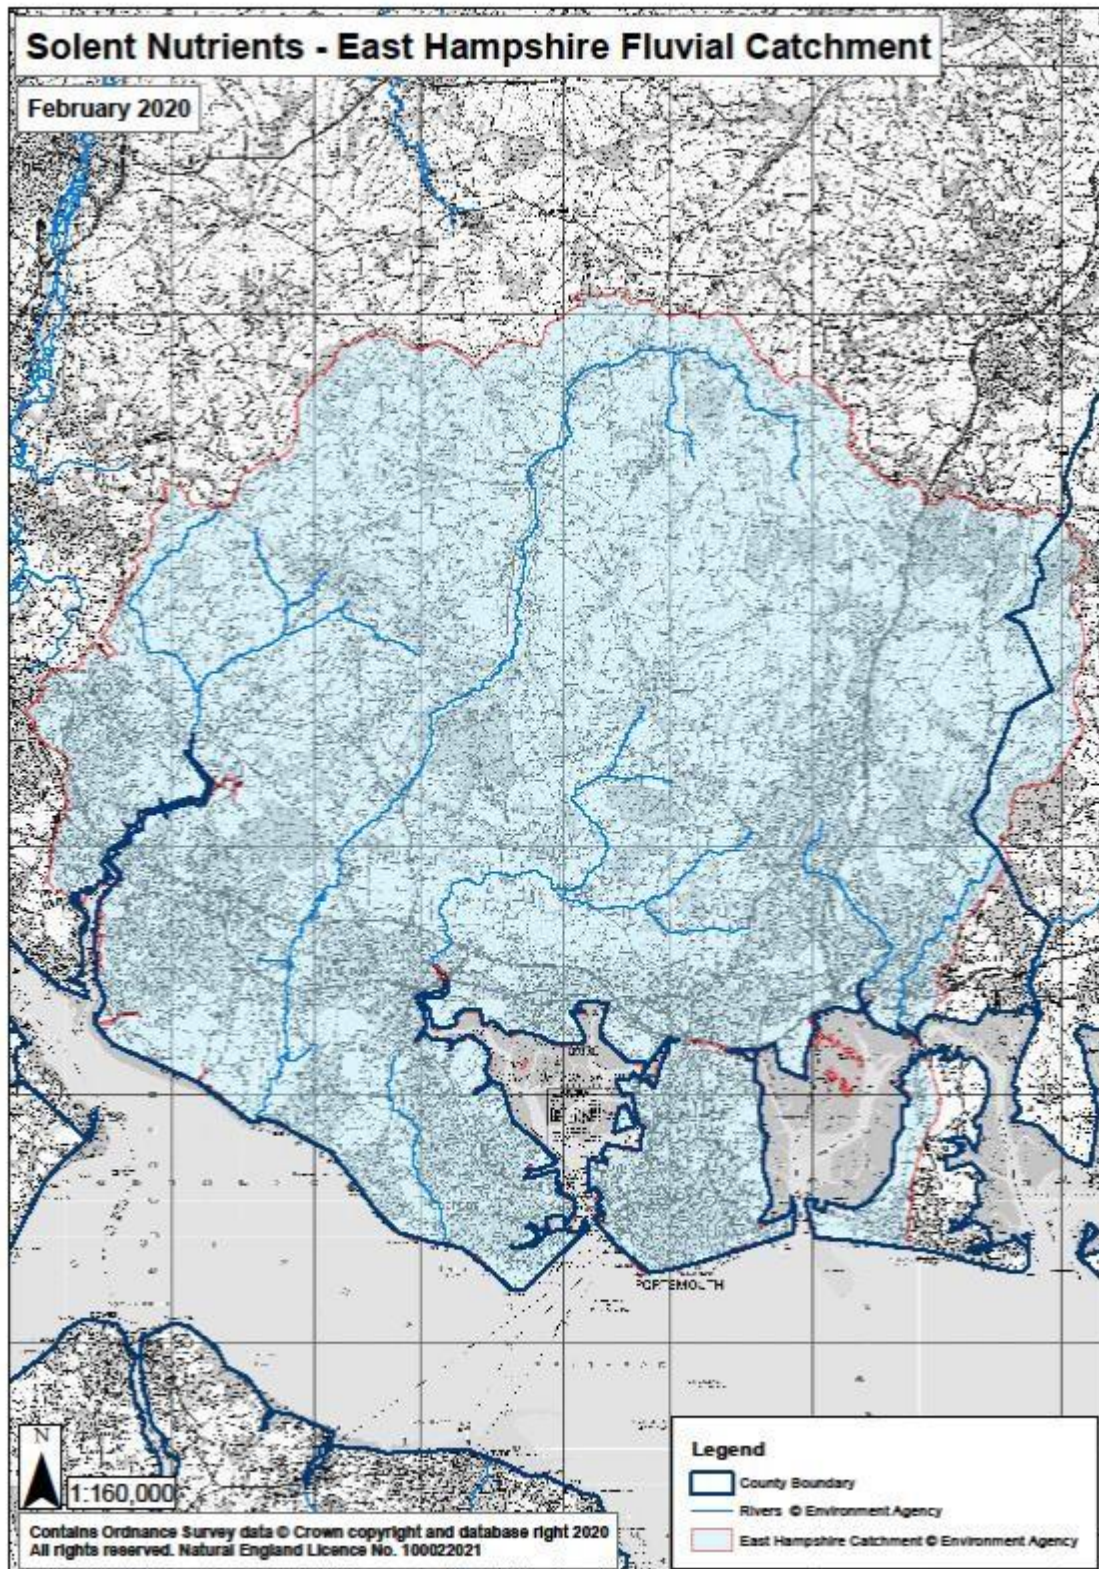 Solent Nutrients - East Hampshire Fluvial Catchment
February 2020
PORTSMOUTH
N
1:160,000
Contains Ordnance Survey data © Crown copyright and database right 2020
All rights reserved. Natural England Licence No. 100022021
Legend
County Boundary
Rivers © Environment Agency
East Hampshire Catchment © Environment Agency